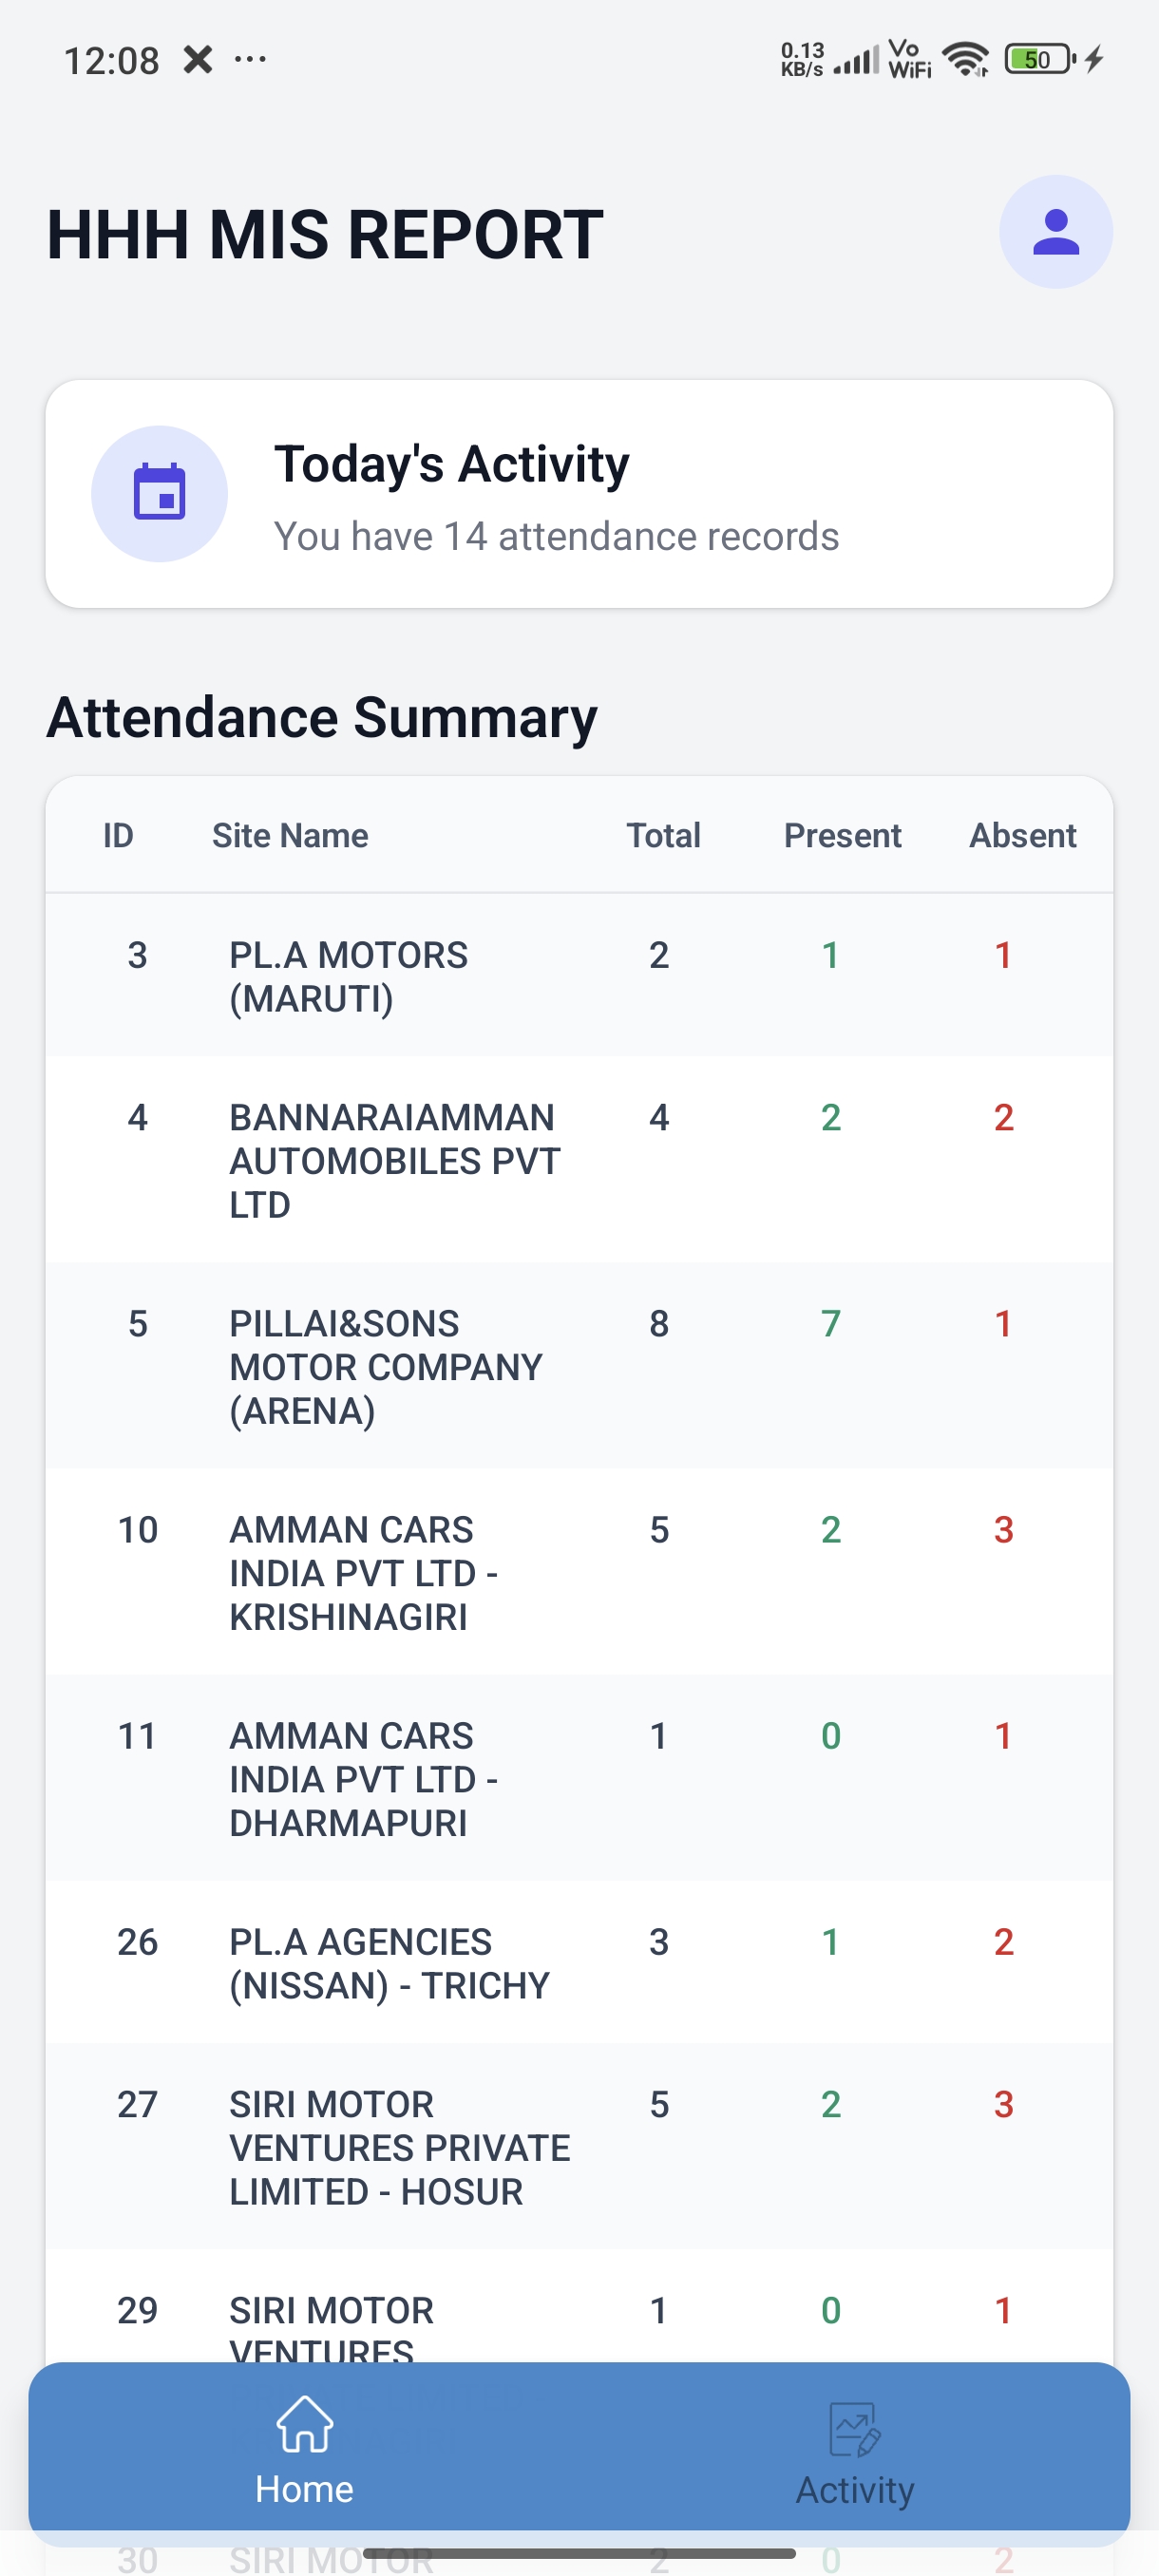 12:08 ...
0.13 KB/s Vo WiFi 50
HHH MIS REPORT
Today's Activity
You have 14 attendance records
Attendance Summary
ID Site Name Total Present Absent
3 PL.A MOTORS 2 1 1
(MARUTI)
4 BANNARAIAMMAN 4 2 2
AUTOMOBILES PVT
LTD
5 PILLAI&SONS 8 7 1
MOTOR COMPANY
(ARENA)
10 AMMAN CARS 5 2 3
INDIA PVT LTD -
KRISHINAGIRI
11 AMMAN CARS 1 0 1
INDIA PVT LTD -
DHARMAPURI
26 PL.A AGENCIES 3 1 2
(NISSAN) - TRICHY
27 SIRI MOTOR 5 2 3
VENTURES PRIVATE
LIMITED - HOSUR
29 SIRI MOTOR 1 0 1
VENTURES
Home Activity
30 SIRI MOTOR 2 0 2